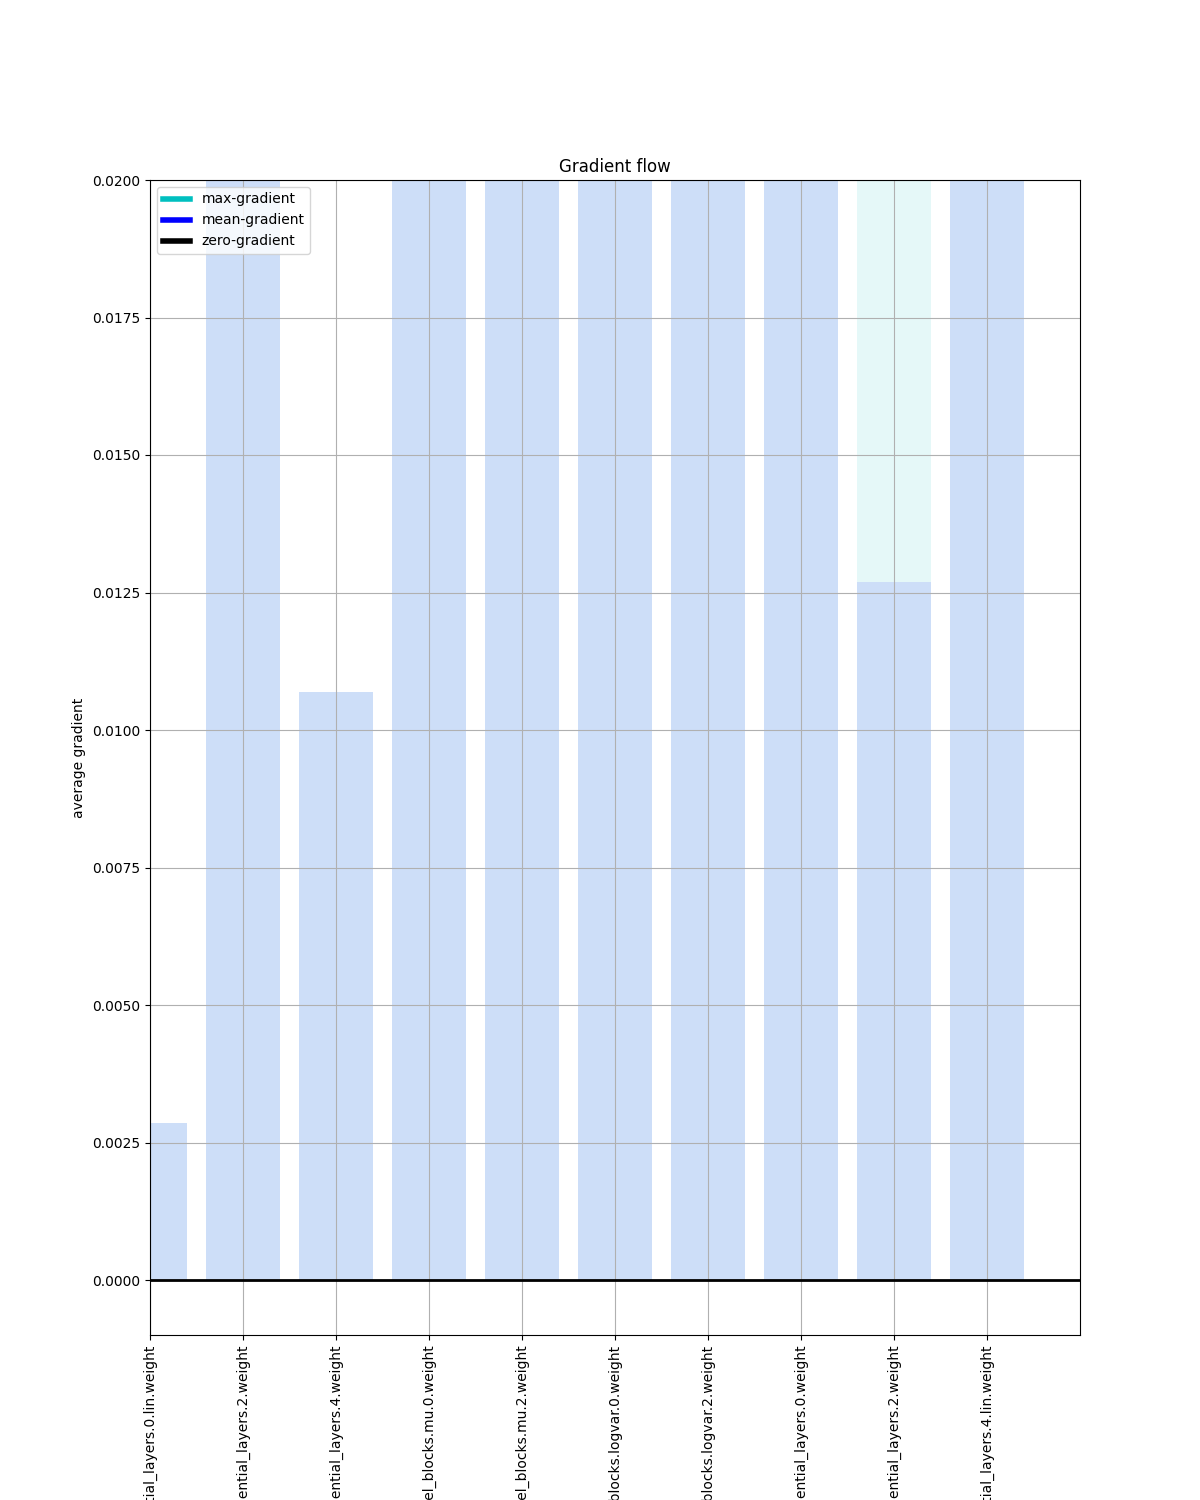 Gradient flow
max-gradient
mean-gradient
zero-gradient
0.0200
0.0175
0.0150
0.0125
0.0100
0.0075
0.0050
0.0025
0.0000
average gradient
tial_layers.0.lin.weight
ential_layers.2.weight
ential_layers.4.weight
el_blocks.mu.0.weight
el_blocks.mu.2.weight
blocks.logvar.0.weight
blocks.logvar.2.weight
ential_layers.0.weight
ential_layers.2.weight
tial_layers.4.lin.weight